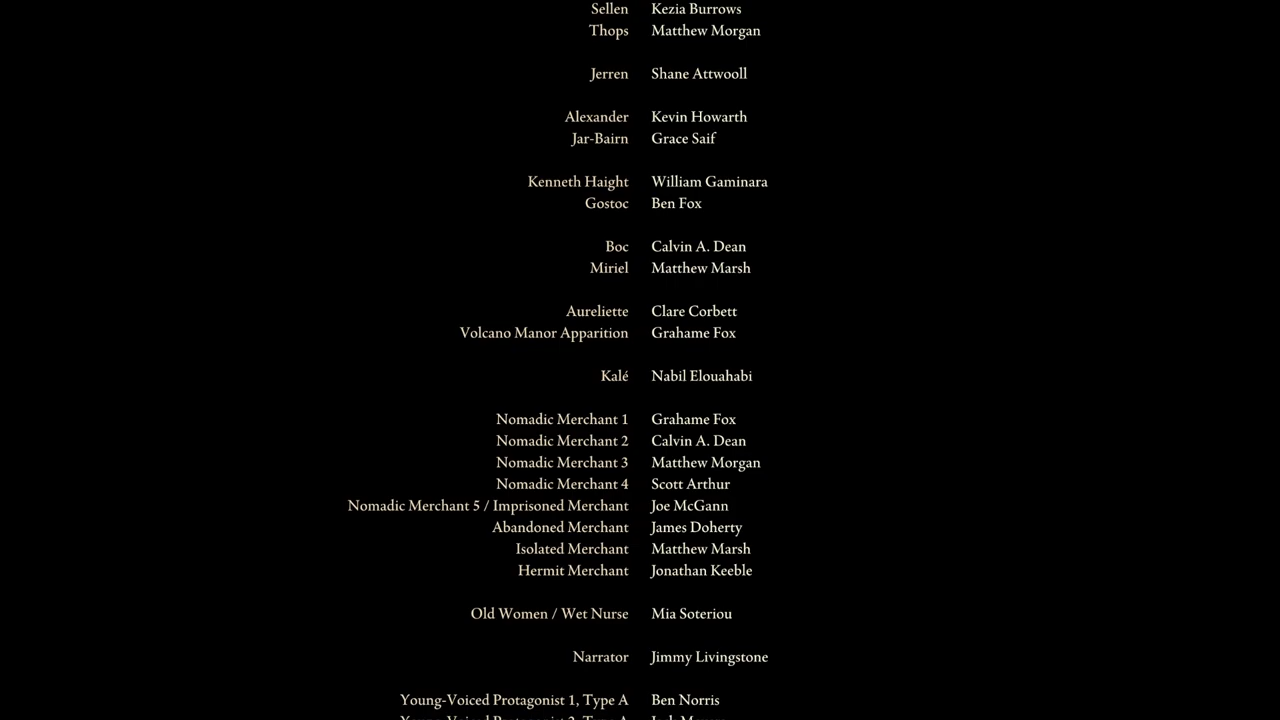 Sellen Kezia Burrows
Thops Matthew Morgan
Jerren Shane Attwooll
Alexander Kevin Howarth
Jar-Bairn Grace Saif
Kenneth Haight William Gaminara
Gostoc Ben Fox
Boc Calvin A. Dean
Miriel Matthew Marsh
Aureliette Clare Corbett
Volcano Manor Apparition Grahame Fox
Kalé Nabil Elouahabi
Nomadic Merchant 1 Grahame Fox
Nomadic Merchant 2 Calvin A. Dean
Nomadic Merchant 3 Matthew Morgan
Nomadic Merchant 4 Scott Arthur
Nomadic Merchant 5 / Imprisoned Merchant Joe McGann
Abandoned Merchant James Doherty
Isolated Merchant Matthew Marsh
Hermit Merchant Jonathan Keeble
Old Women / Wet Nurse Mia Soteriou
Narrator Jimmy Livingstone
Young-Voiced Protagonist 1, Type A Ben Norris